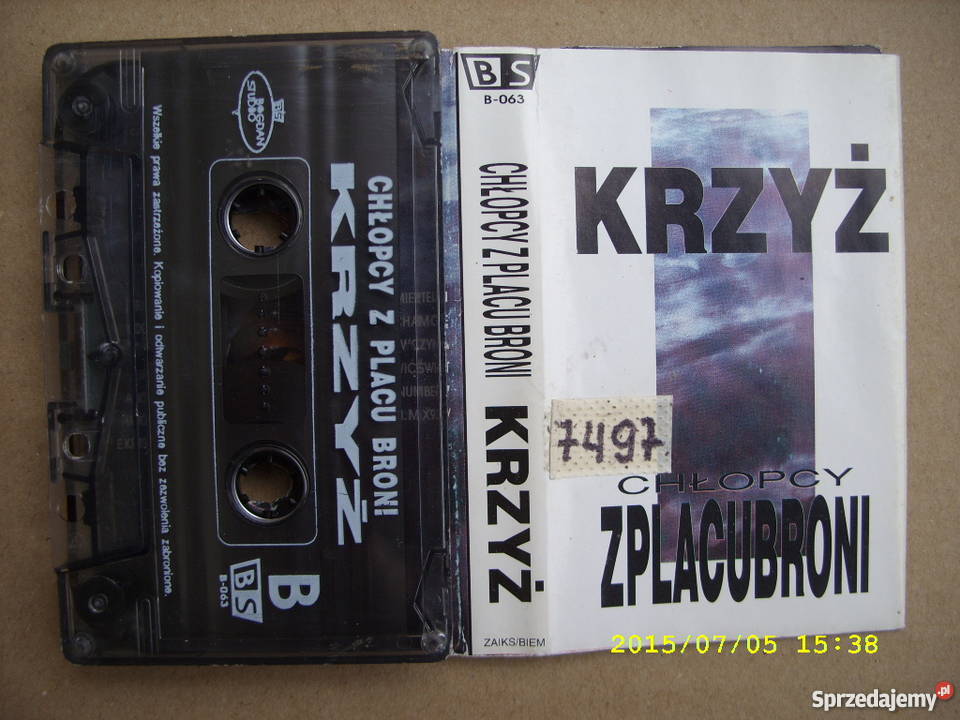 BS
BOGDAN
STUDIO
Wszelkie prawa zastrzeżone. Kopiowanie i odtwarzanie publiczne bez zezwolenia zabronione.
CHŁOPCY Z PLACU BRONI
KRZYŻ
B
BS
B-063
BS
B-063
CHŁOPCY Z PLACU BRONI KRZYŻ
ZAIKS/BIEM
KRZYŻ
7497
CHŁOPCY
ZPLACUBRONI
2015/07/05 15:38
Sprzedajemy.pl